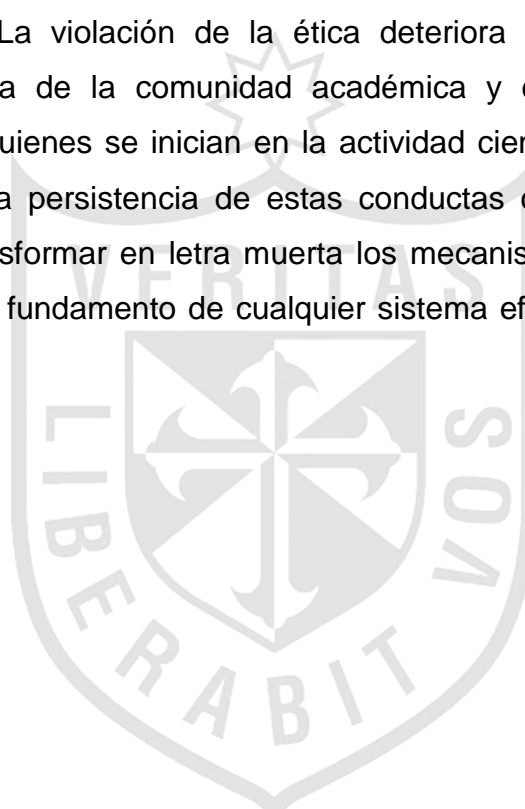 La violación de la ética deteriora
a de la comunidad académica y
uienes se inician en la actividad cien
a persistencia de estas conductas
sformar en letra muerta los mecanis
fundamento de cualquier sistema ef
VERITAS
LIBERABIT VOS